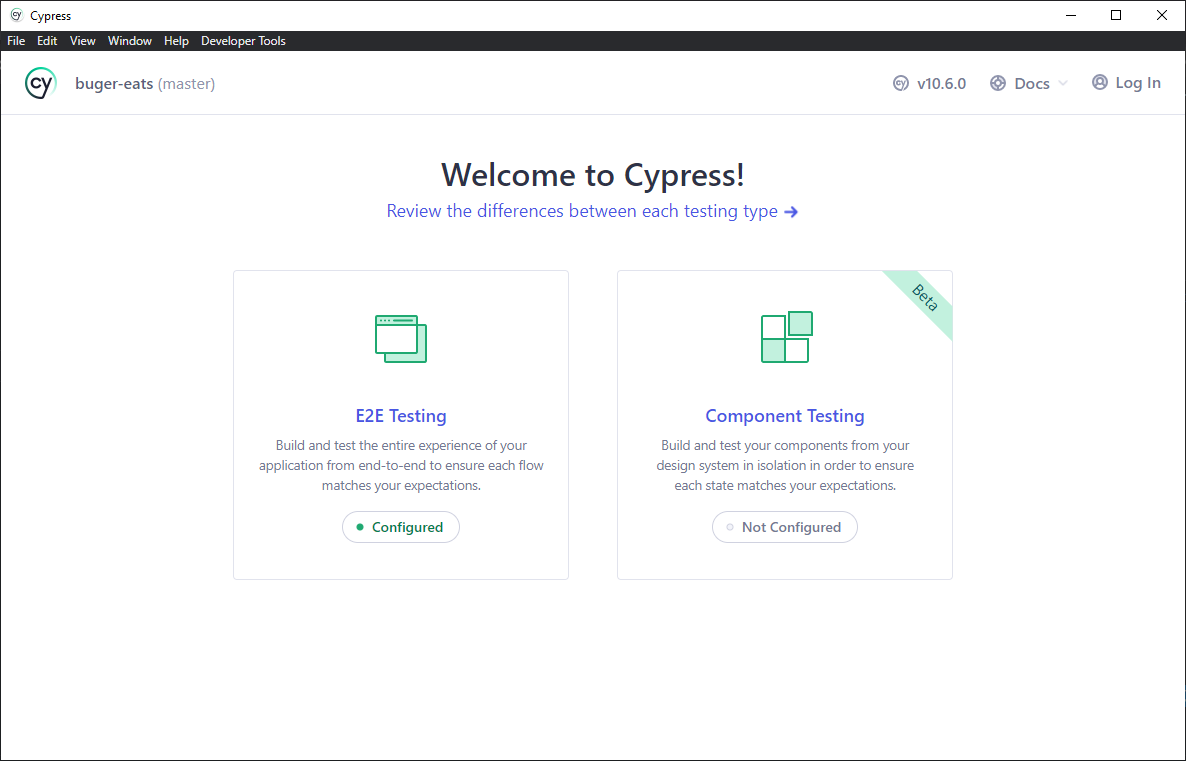 Cypress
File Edit View Window Help Developer Tools
cy buger-eats (master) v10.6.0 Docs Log In
Welcome to Cypress!
Review the differences between each testing type →
Beta
E2E Testing
Build and test the entire experience of your
application from end-to-end to ensure each flow
matches your expectations.
Configured
Component Testing
Build and test your components from your
design system in isolation in order to ensure
each state matches your expectations.
Not Configured